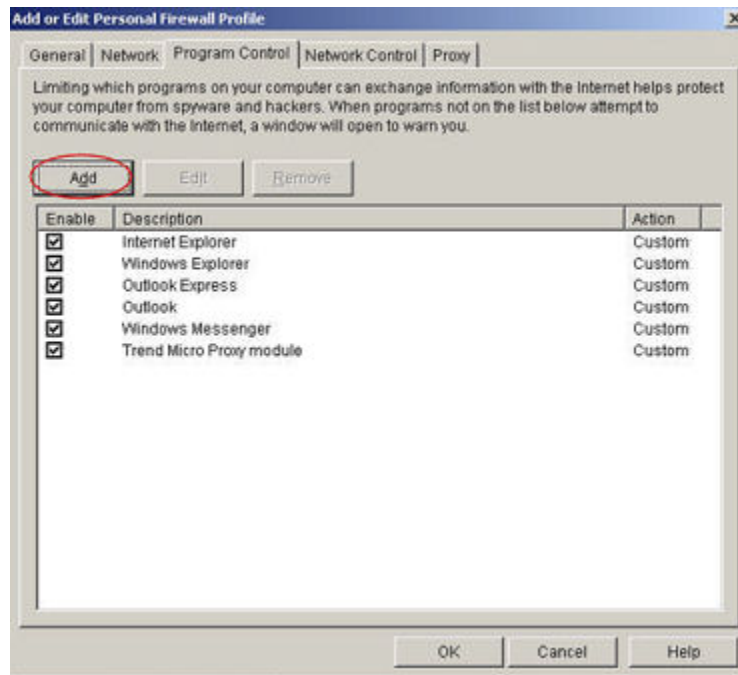 Add or Edit Personal Firewall Profile
General Network Program Control Network Control Proxy
Limiting which programs on your computer can exchange information with the Internet helps protect
your computer from spyware and hackers. When programs not on the list below attempt to
communicate with the Internet, a window will open to warn you.
Add Edit Remove
Enable Description Action
Internet Explorer Custom
Windows Explorer Custom
Outlook Express Custom
Outlook Custom
Windows Messenger Custom
Trend Micro Proxy module Custom
OK Cancel Help